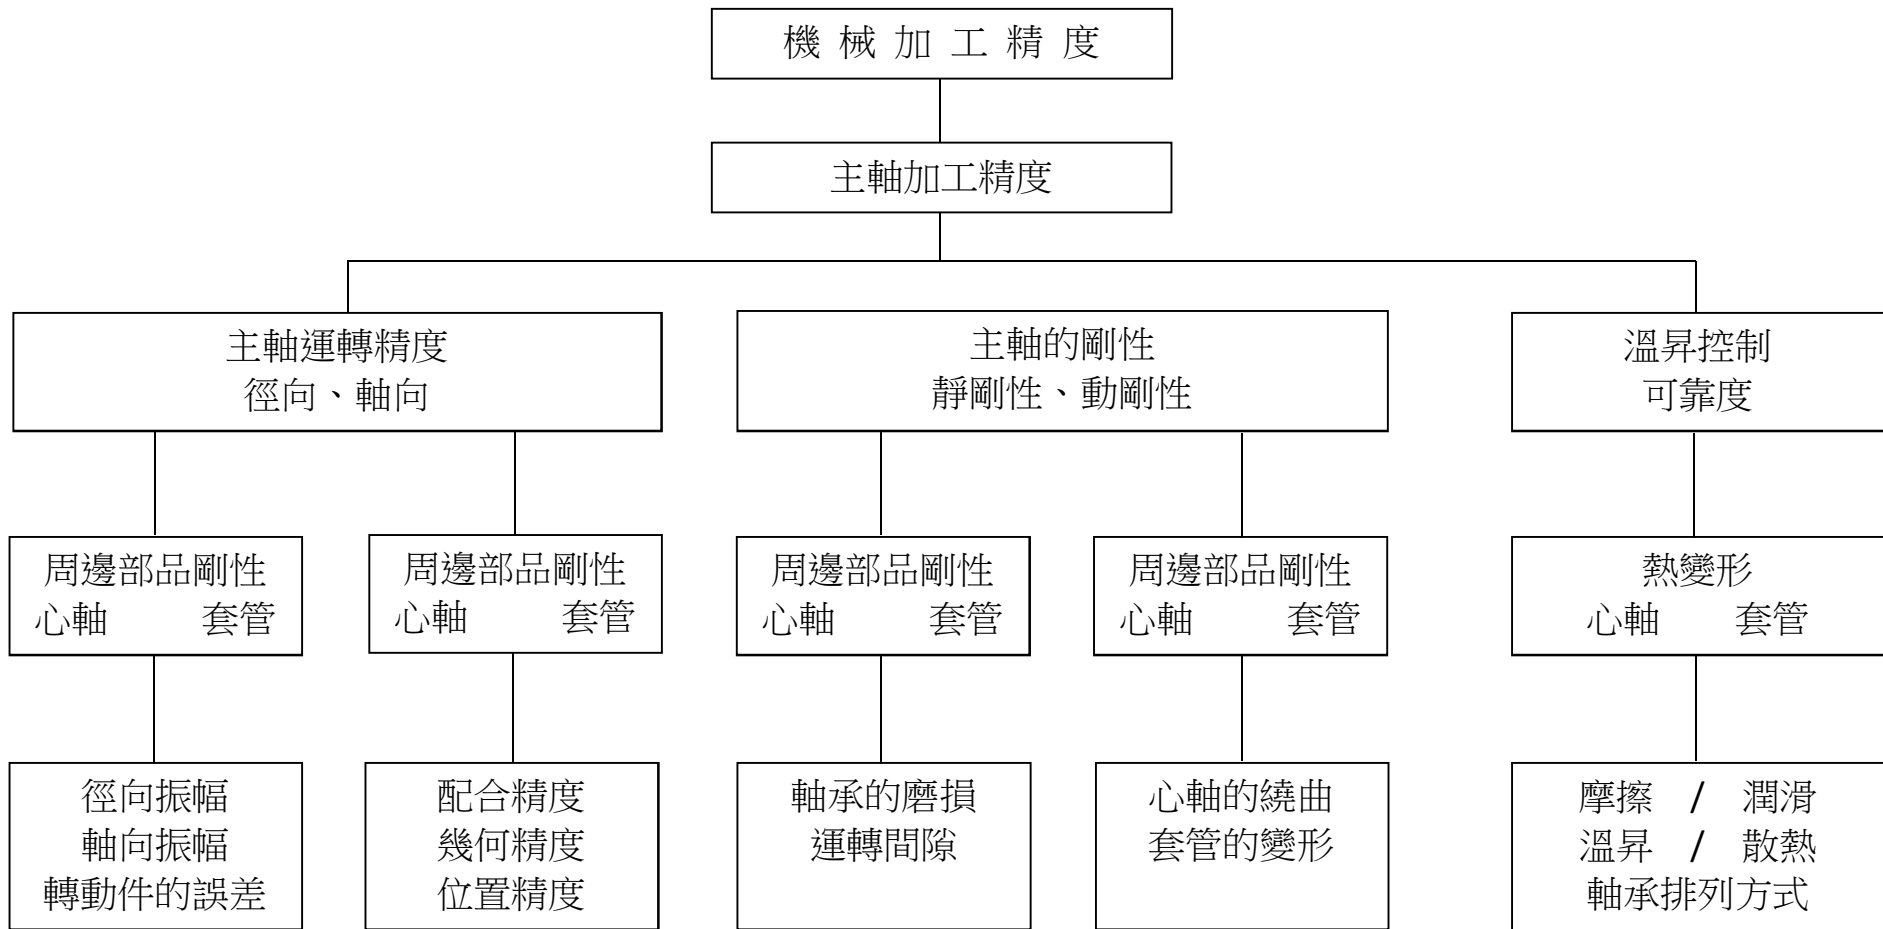 機 械 加 工 精 度
主軸加工精度
主軸運轉精度
徑向、軸向
主軸的剛性
靜剛性、動剛性
溫昇控制
可靠度
周邊部品剛性
心軸 套管
周邊部品剛性
心軸 套管
周邊部品剛性
心軸 套管
周邊部品剛性
心軸 套管
熱變形
心軸 套管
徑向振幅
軸向振幅
轉動件的誤差
配合精度
幾何精度
位置精度
軸承的磨損
運轉間隙
心軸的繞曲
套管的變形
摩擦 / 潤滑
溫昇 / 散熱
軸承排列方式